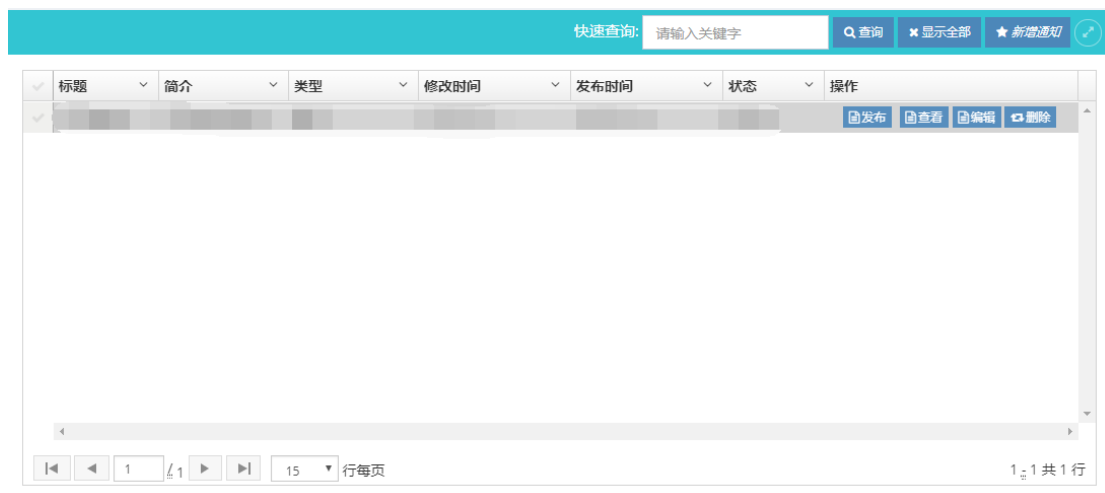 快速查询: 请输入关键字 查询 显示全部 新增通知
标题 简介 类型 修改时间 发布时间 状态 操作
发布 查看 编辑 删除
1 / 1 15 行每页 1 - 1 共 1 行